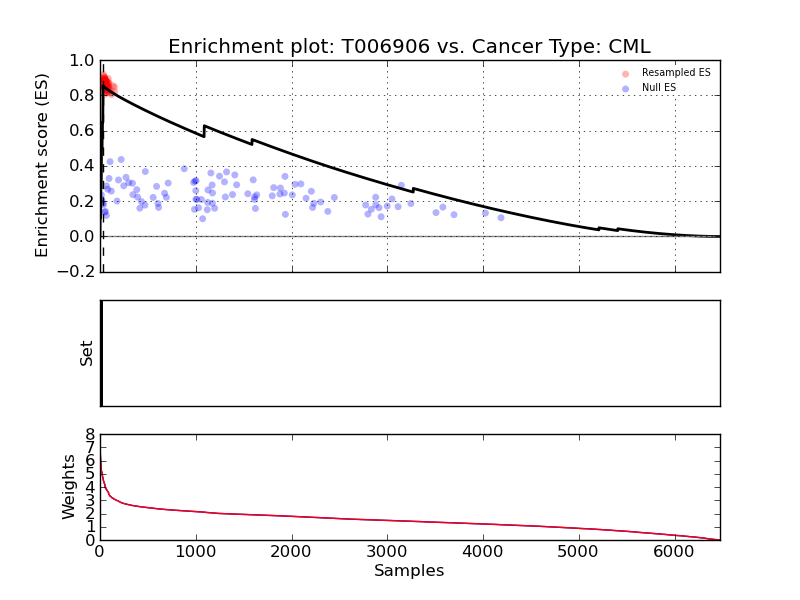 Enrichment plot: T006906 vs. Cancer Type: CML
Enrichment score (ES)
1.0
0.8
0.6
0.4
0.2
0.0
−0.2
Resampled ES
Null ES
Set
Weights
8
7
6
5
4
3
2
1
0
0 1000 2000 3000 4000 5000 6000
Samples